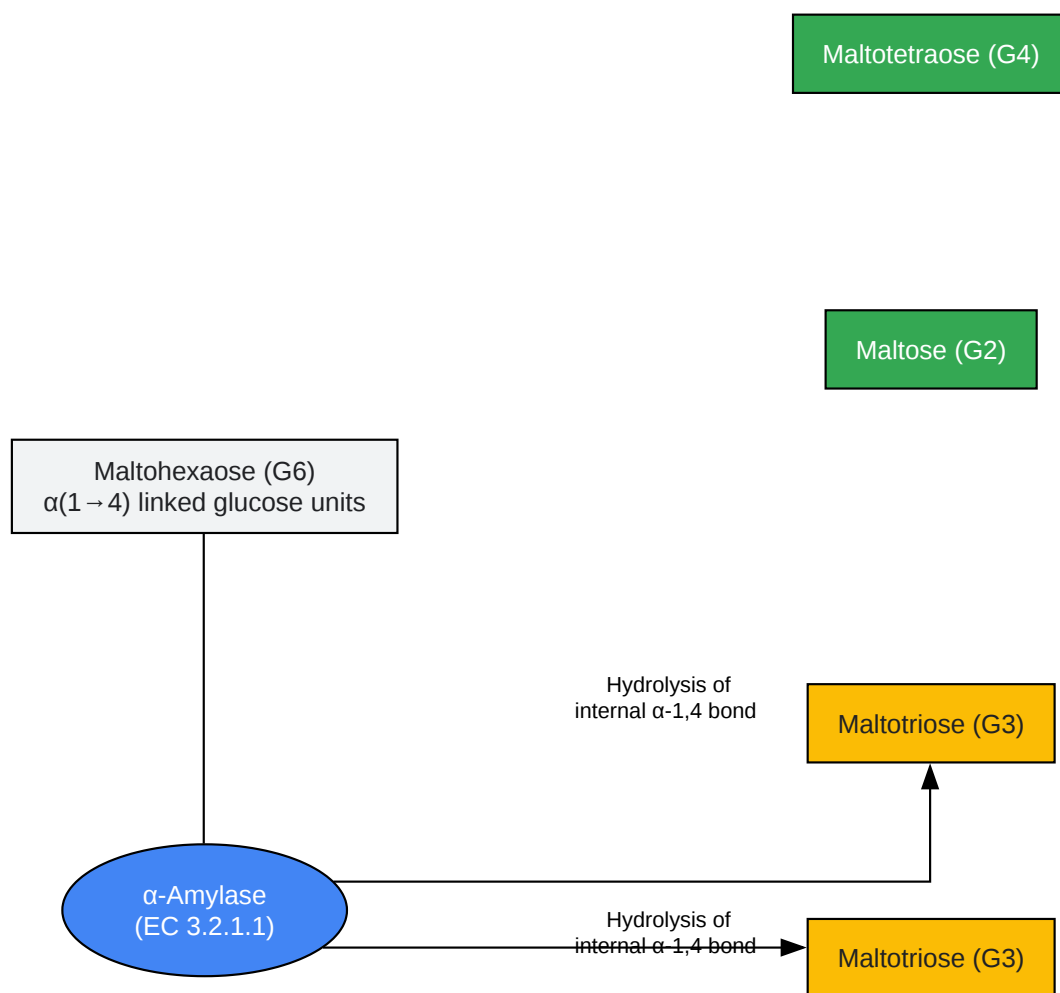 Maltotetraose (G4)
Maltose (G2)
Maltohexaose (G6)
α(1→4) linked glucose units
Hydrolysis of
internal α-1,4 bond
Maltotriose (G3)
α-Amylase
(EC 3.2.1.1)
Hydrolysis of
internal α-1,4 bond
Maltotriose (G3)